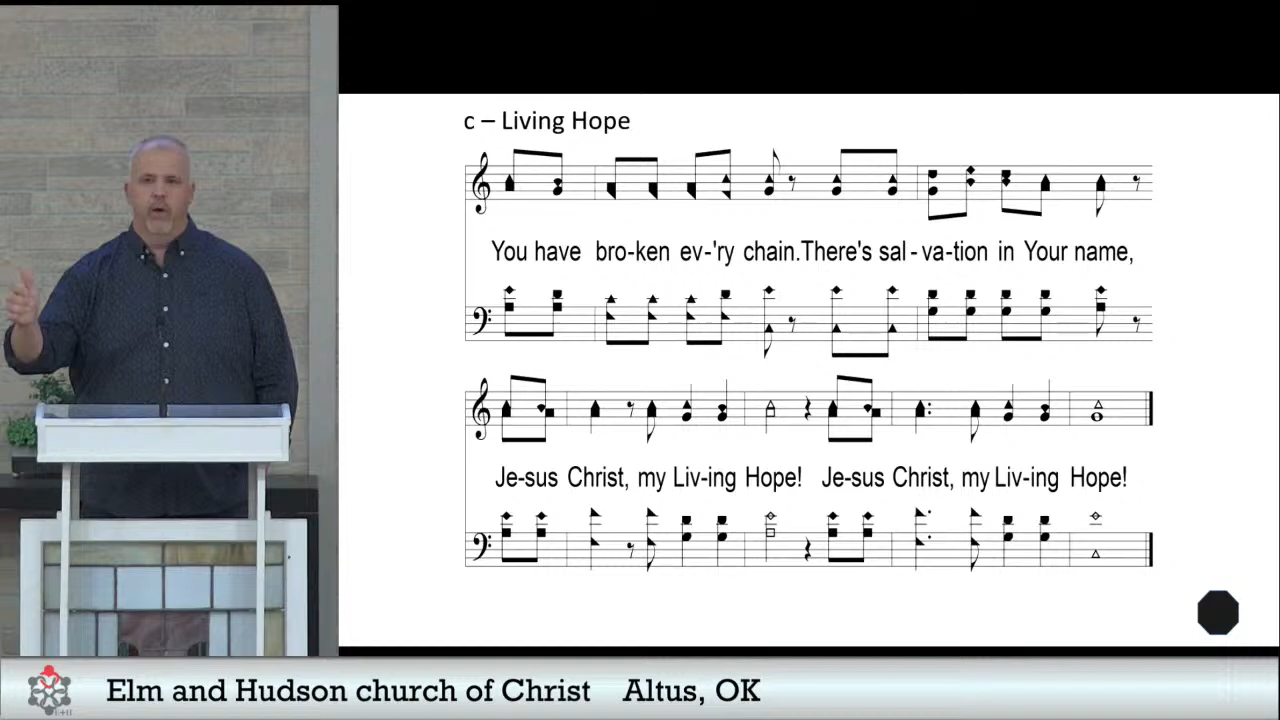 c – Living Hope
You have bro-ken ev-'ry chain.There's sal-va-tion in Your name,
Je-sus Christ, my Liv-ing Hope! Je-sus Christ, my Liv-ing Hope!
Elm and Hudson church of Christ Altus, OK
E+H